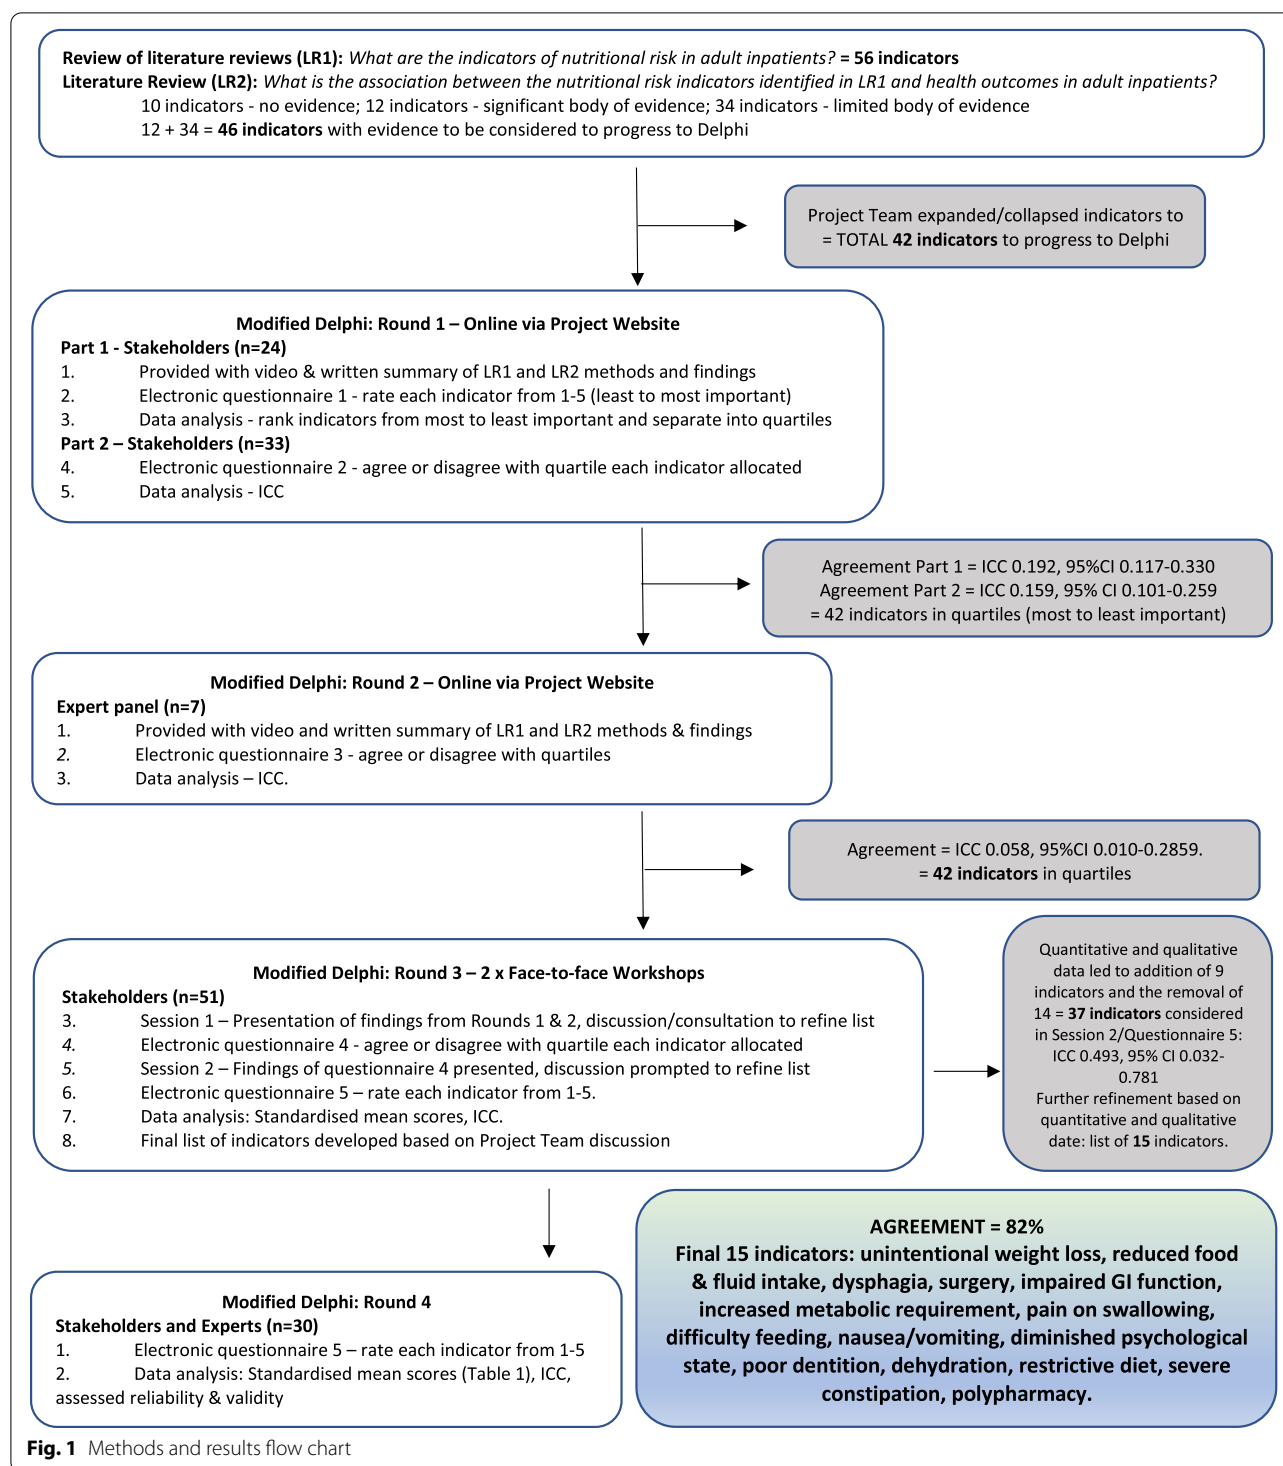 Review of literature reviews (LR1): What are the indicators of nutritional risk in adult inpatients? = 56 indicators
Literature Review (LR2): What is the association between the nutritional risk indicators identified in LR1 and health outcomes in adult inpatients?
10 indicators - no evidence; 12 indicators - significant body of evidence; 34 indicators - limited body of evidence
12 + 34 = 46 indicators with evidence to be considered to progress to Delphi
Project Team expanded/collapsed indicators to
= TOTAL 42 indicators to progress to Delphi
Modified Delphi: Round 1 – Online via Project Website
Part 1 - Stakeholders (n=24)
1. Provided with video & written summary of LR1 and LR2 methods and findings
2. Electronic questionnaire 1 - rate each indicator from 1-5 (least to most important)
3. Data analysis - rank indicators from most to least important and separate into quartiles
Part 2 – Stakeholders (n=33)
4. Electronic questionnaire 2 - agree or disagree with quartile each indicator allocated
5. Data analysis - ICC
Agreement Part 1 = ICC 0.192, 95%CI 0.117-0.330
Agreement Part 2 = ICC 0.159, 95% CI 0.101-0.259
= 42 indicators in quartiles (most to least important)
Modified Delphi: Round 2 – Online via Project Website
Expert panel (n=7)
1. Provided with video and written summary of LR1 and LR2 methods & findings
2. Electronic questionnaire 3 - agree or disagree with quartiles
3. Data analysis – ICC.
Agreement = ICC 0.058, 95%CI 0.010-0.2859.
= 42 indicators in quartiles
Modified Delphi: Round 3 – 2 x Face-to-face Workshops
Stakeholders (n=51)
3. Session 1 – Presentation of findings from Rounds 1 & 2, discussion/consultation to refine list
4. Electronic questionnaire 4 - agree or disagree with quartile each indicator allocated
5. Session 2 – Findings of questionnaire 4 presented, discussion prompted to refine list
6. Electronic questionnaire 5 – rate each indicator from 1-5.
7. Data analysis: Standardised mean scores, ICC.
8. Final list of indicators developed based on Project Team discussion
Quantitative and qualitative
data led to addition of 9
indicators and the removal of
14 = 37 indicators considered
in Session 2/Questionnaire 5:
ICC 0.493, 95% CI 0.032-
0.781
Further refinement based on
quantitative and qualitative
date: list of 15 indicators.
Modified Delphi: Round 4
Stakeholders and Experts (n=30)
1. Electronic questionnaire 5 – rate each indicator from 1-5
2. Data analysis: Standardised mean scores (Table 1), ICC,
assessed reliability & validity
AGREEMENT = 82%
Final 15 indicators: unintentional weight loss, reduced food
& fluid intake, dysphagia, surgery, impaired GI function,
increased metabolic requirement, pain on swallowing,
difficulty feeding, nausea/vomiting, diminished psychological
state, poor dentition, dehydration, restrictive diet, severe
constipation, polypharmacy.
Fig. 1 Methods and results flow chart